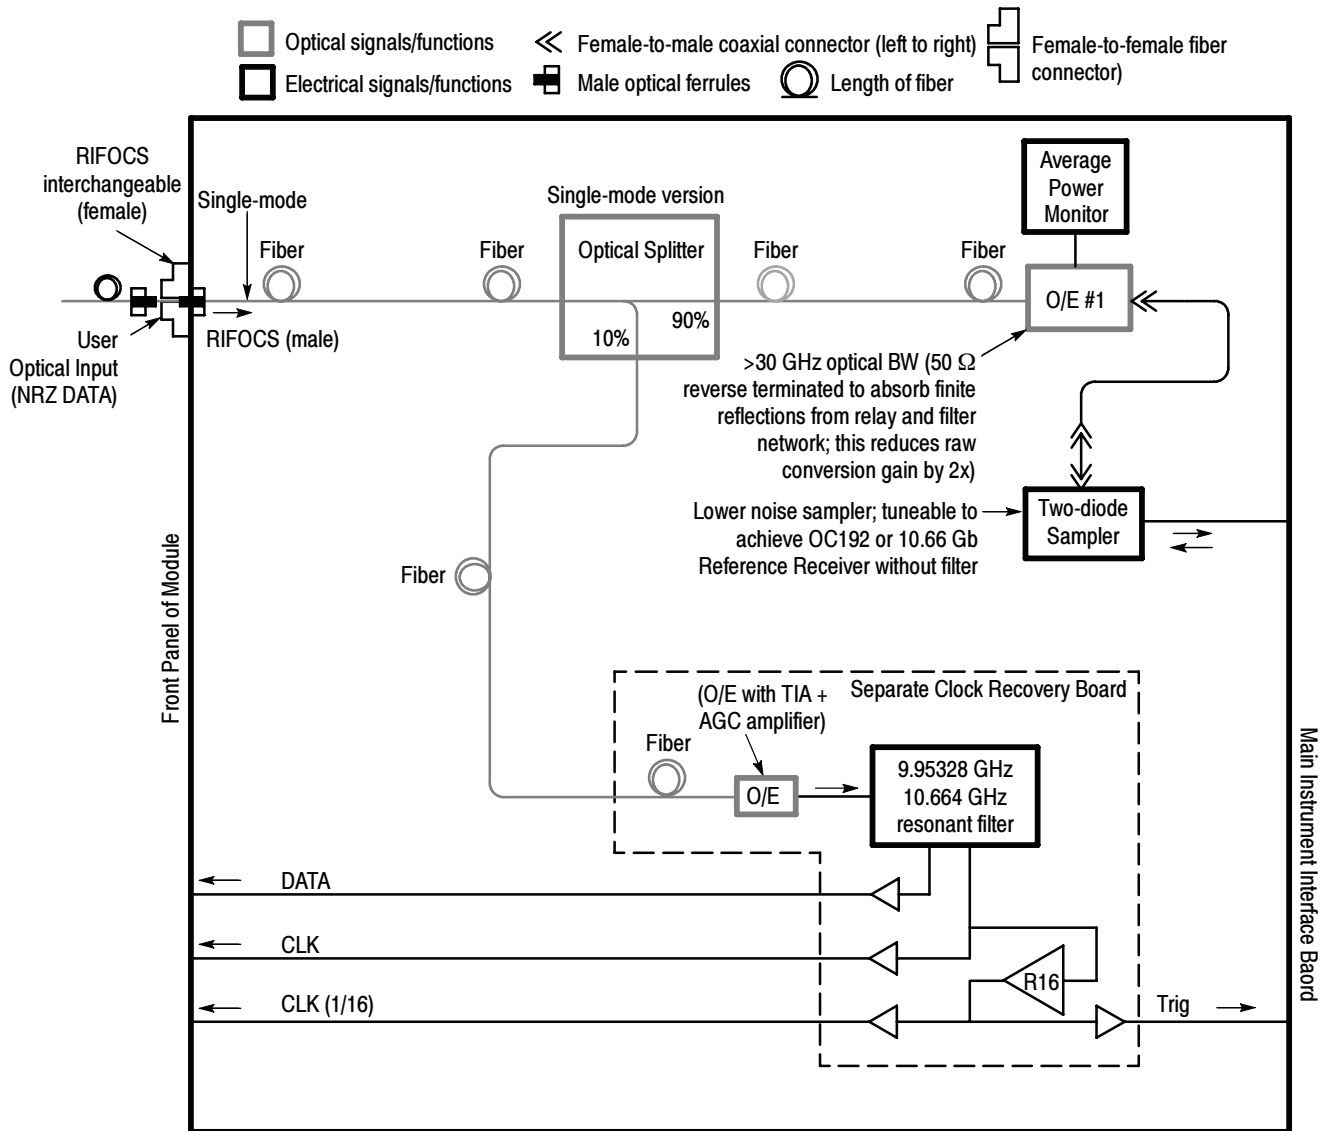 Optical signals/functions
Female-to-male coaxial connector (left to right)
Female-to-female fiber
connector)
Electrical signals/functions
Male optical ferrules
Length of fiber
RIFOCS
interchangeable
(female)
Single-mode
Fiber
Fiber
Single-mode version
Optical Splitter
10%
90%
Fiber
Fiber
Average
Power
Monitor
O/E #1
RIFOCS (male)
User
Optical Input
(NRZ DATA)
>30 GHz optical BW (50 Ω
reverse terminated to absorb finite
reflections from relay and filter
network; this reduces raw
conversion gain by 2x)
Lower noise sampler; tuneable to
achieve OC192 or 10.66 Gb
Reference Receiver without filter
Two-diode
Sampler
Fiber
Front Panel of Module
Main Instrument Interface Baord
(O/E with TIA +
AGC amplifier)
Separate Clock Recovery Board
Fiber
O/E
9.95328 GHz
10.664 GHz
resonant filter
DATA
CLK
R16
CLK (1/16)
Trig